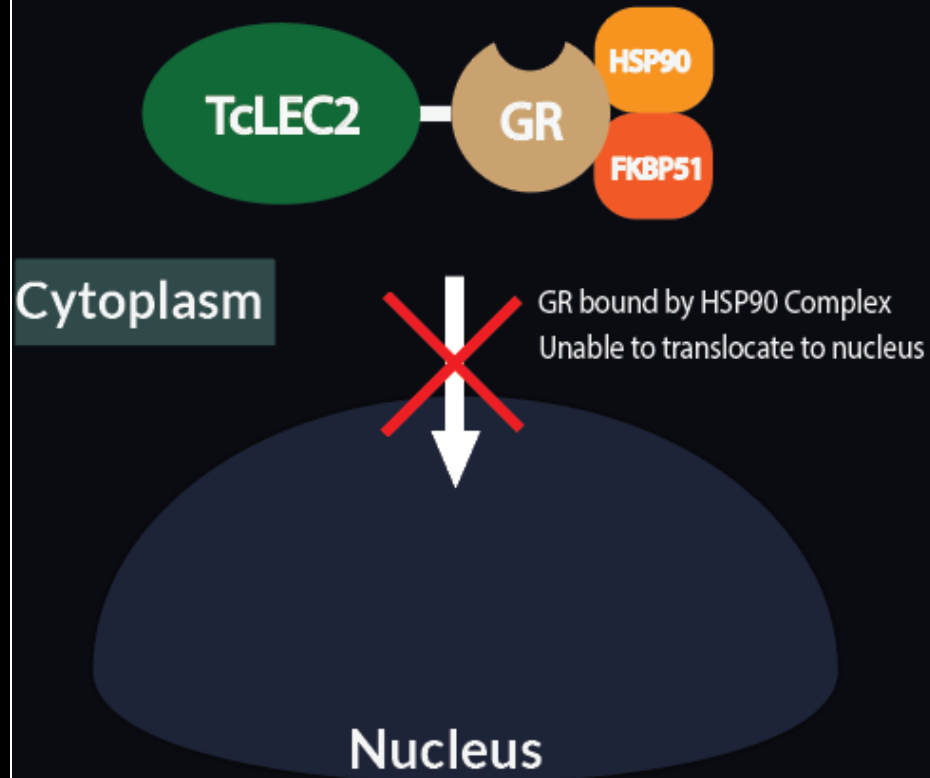 TcLEC2
GR
HSP90
FKBP51
Cytoplasm
GR bound by HSP90 Complex
Unable to translocate to nucleus
Nucleus